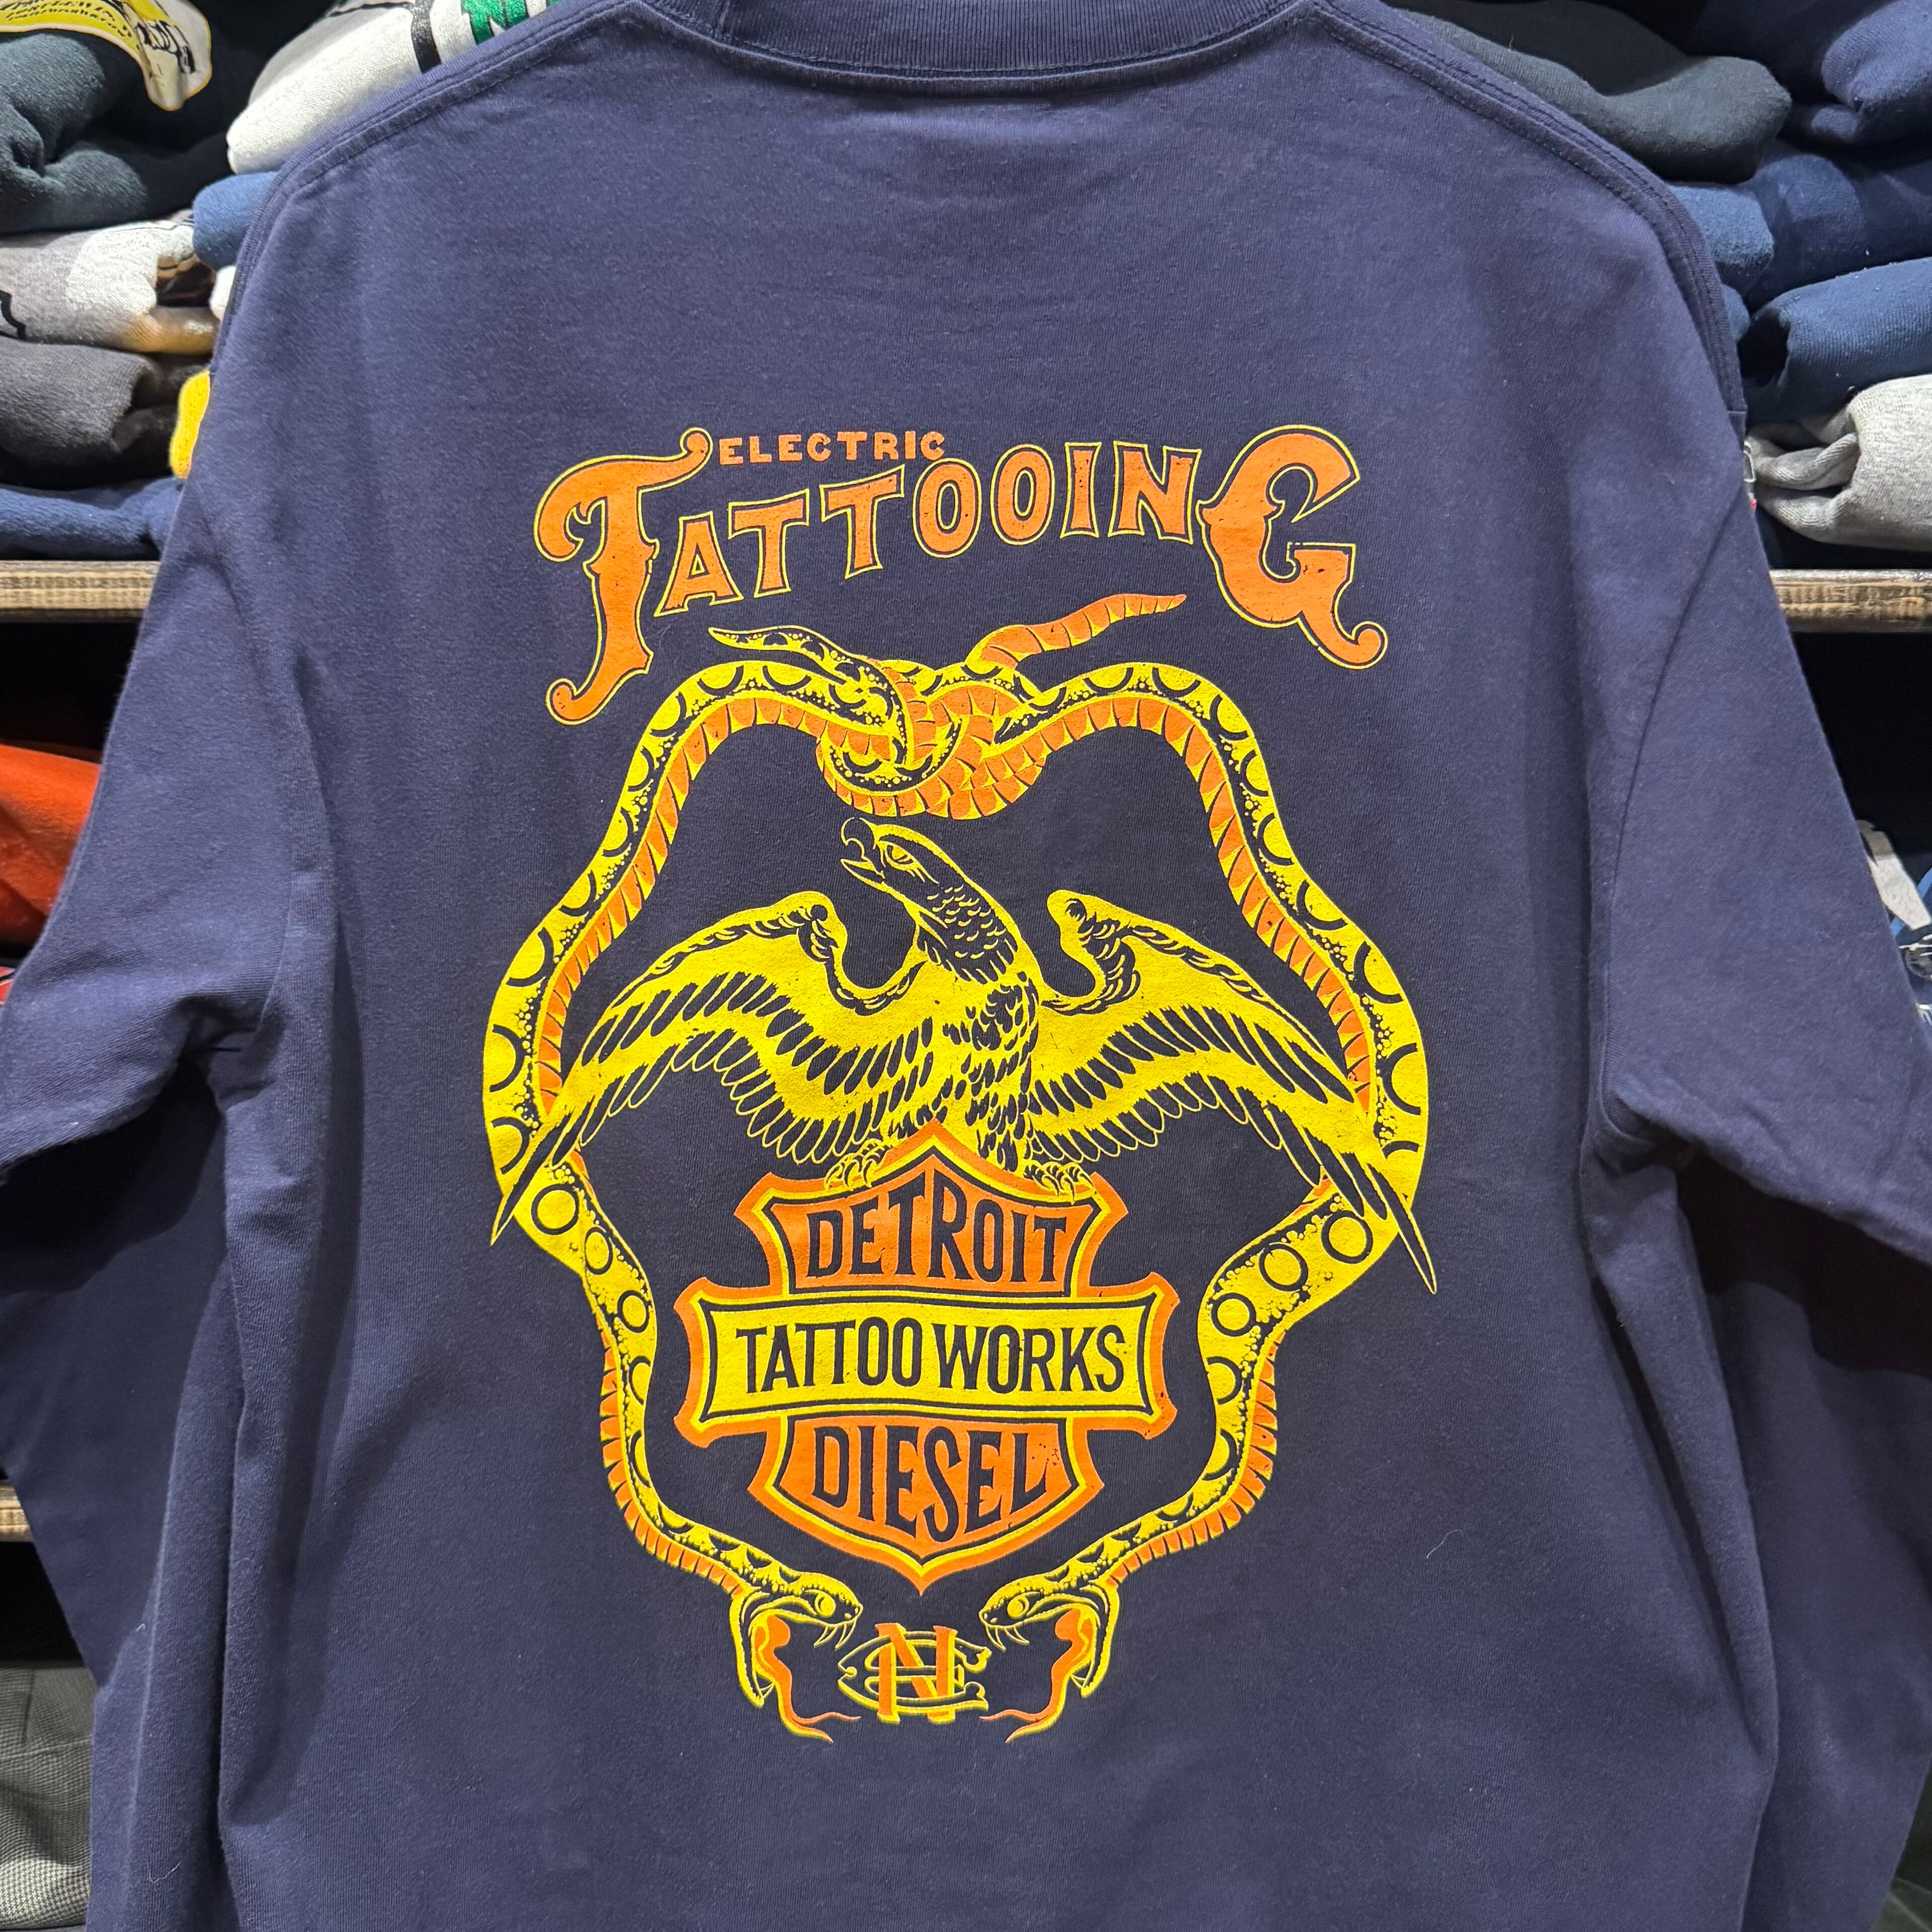 ELECTRIC
TATTOOING
DETROIT
TATTOO WORKS
DIESEL